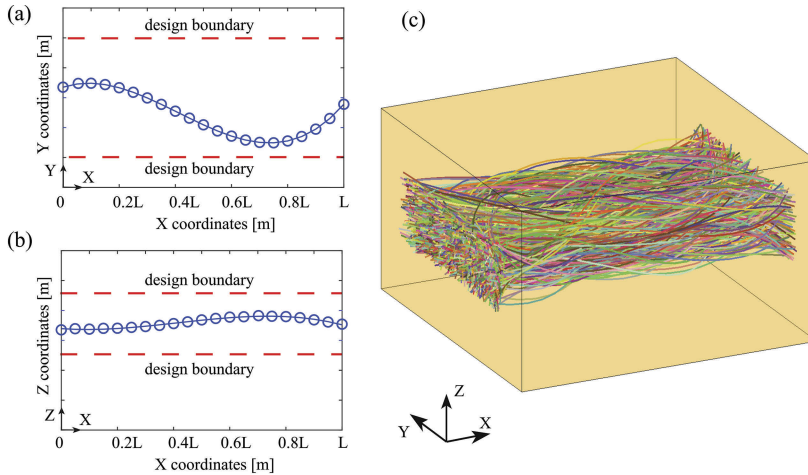 (a)
design boundary
Y coordinates [m]
design boundary
Y
X
0
0.2L
0.4L
0.6L
0.8L
L
X coordinates [m]
(b)
design boundary
Z coordinates [m]
design boundary
Z
X
0
0.2L
0.4L
0.6L
0.8L
L
X coordinates [m]
(c)
Z
Y
X